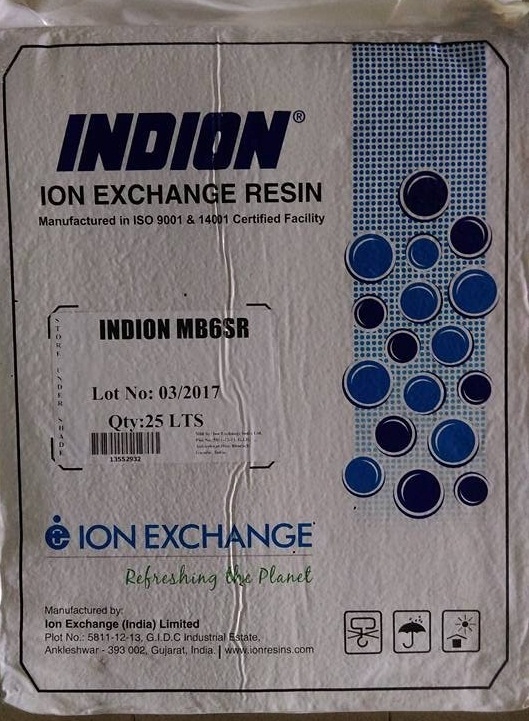 INDION®
ION EXCHANGE RESIN
Manufactured in ISO 9001 & 14001 Certified Facility
STORE UNDER SHADE
INDION MB6SR
Lot No: 03/2017
Qty:25 LTS
13552932
ION EXCHANGE
Refreshing the Planet
Manufactured by:
Ion Exchange (India) Limited
Plot No.: 5811-12-13, G.I.D.C Industrial Estate,
Ankleshwar - 393 002, Gujarat, India. | www.ionresins.com